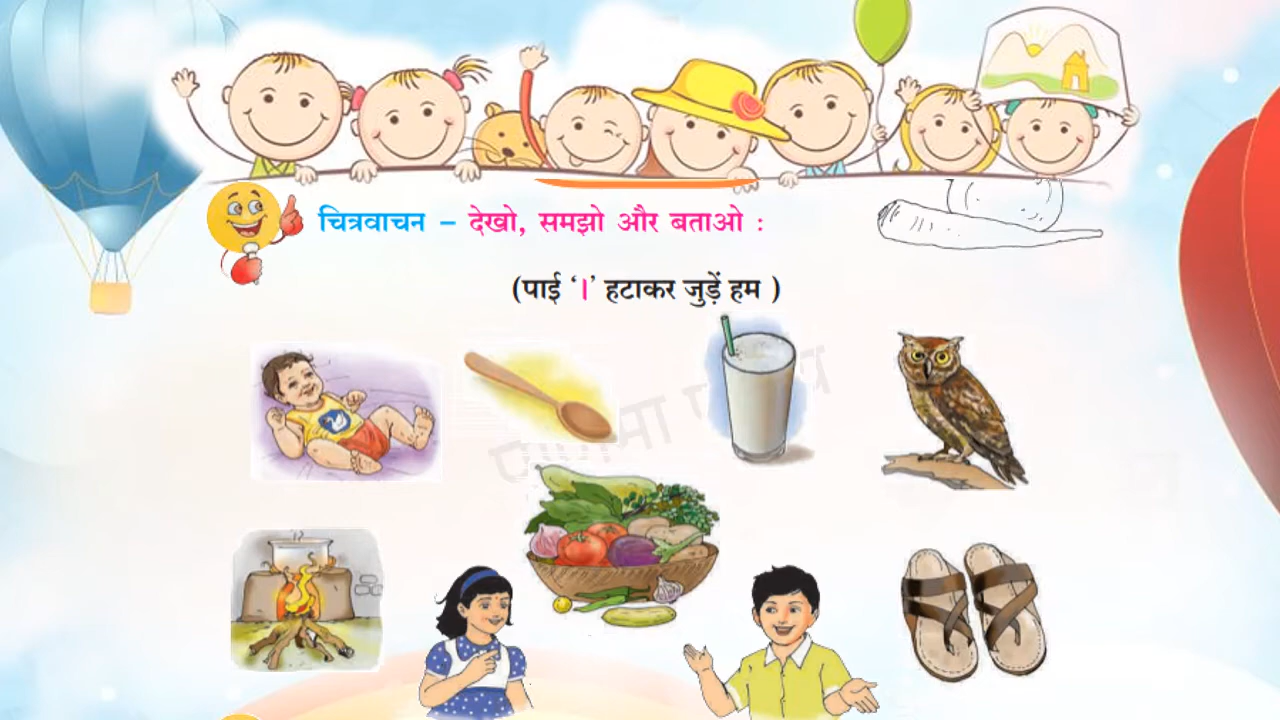 चित्रवाचन – देखो, समझो और बताओ :
(पाई ‘।’ हटाकर जुड़ें हम )